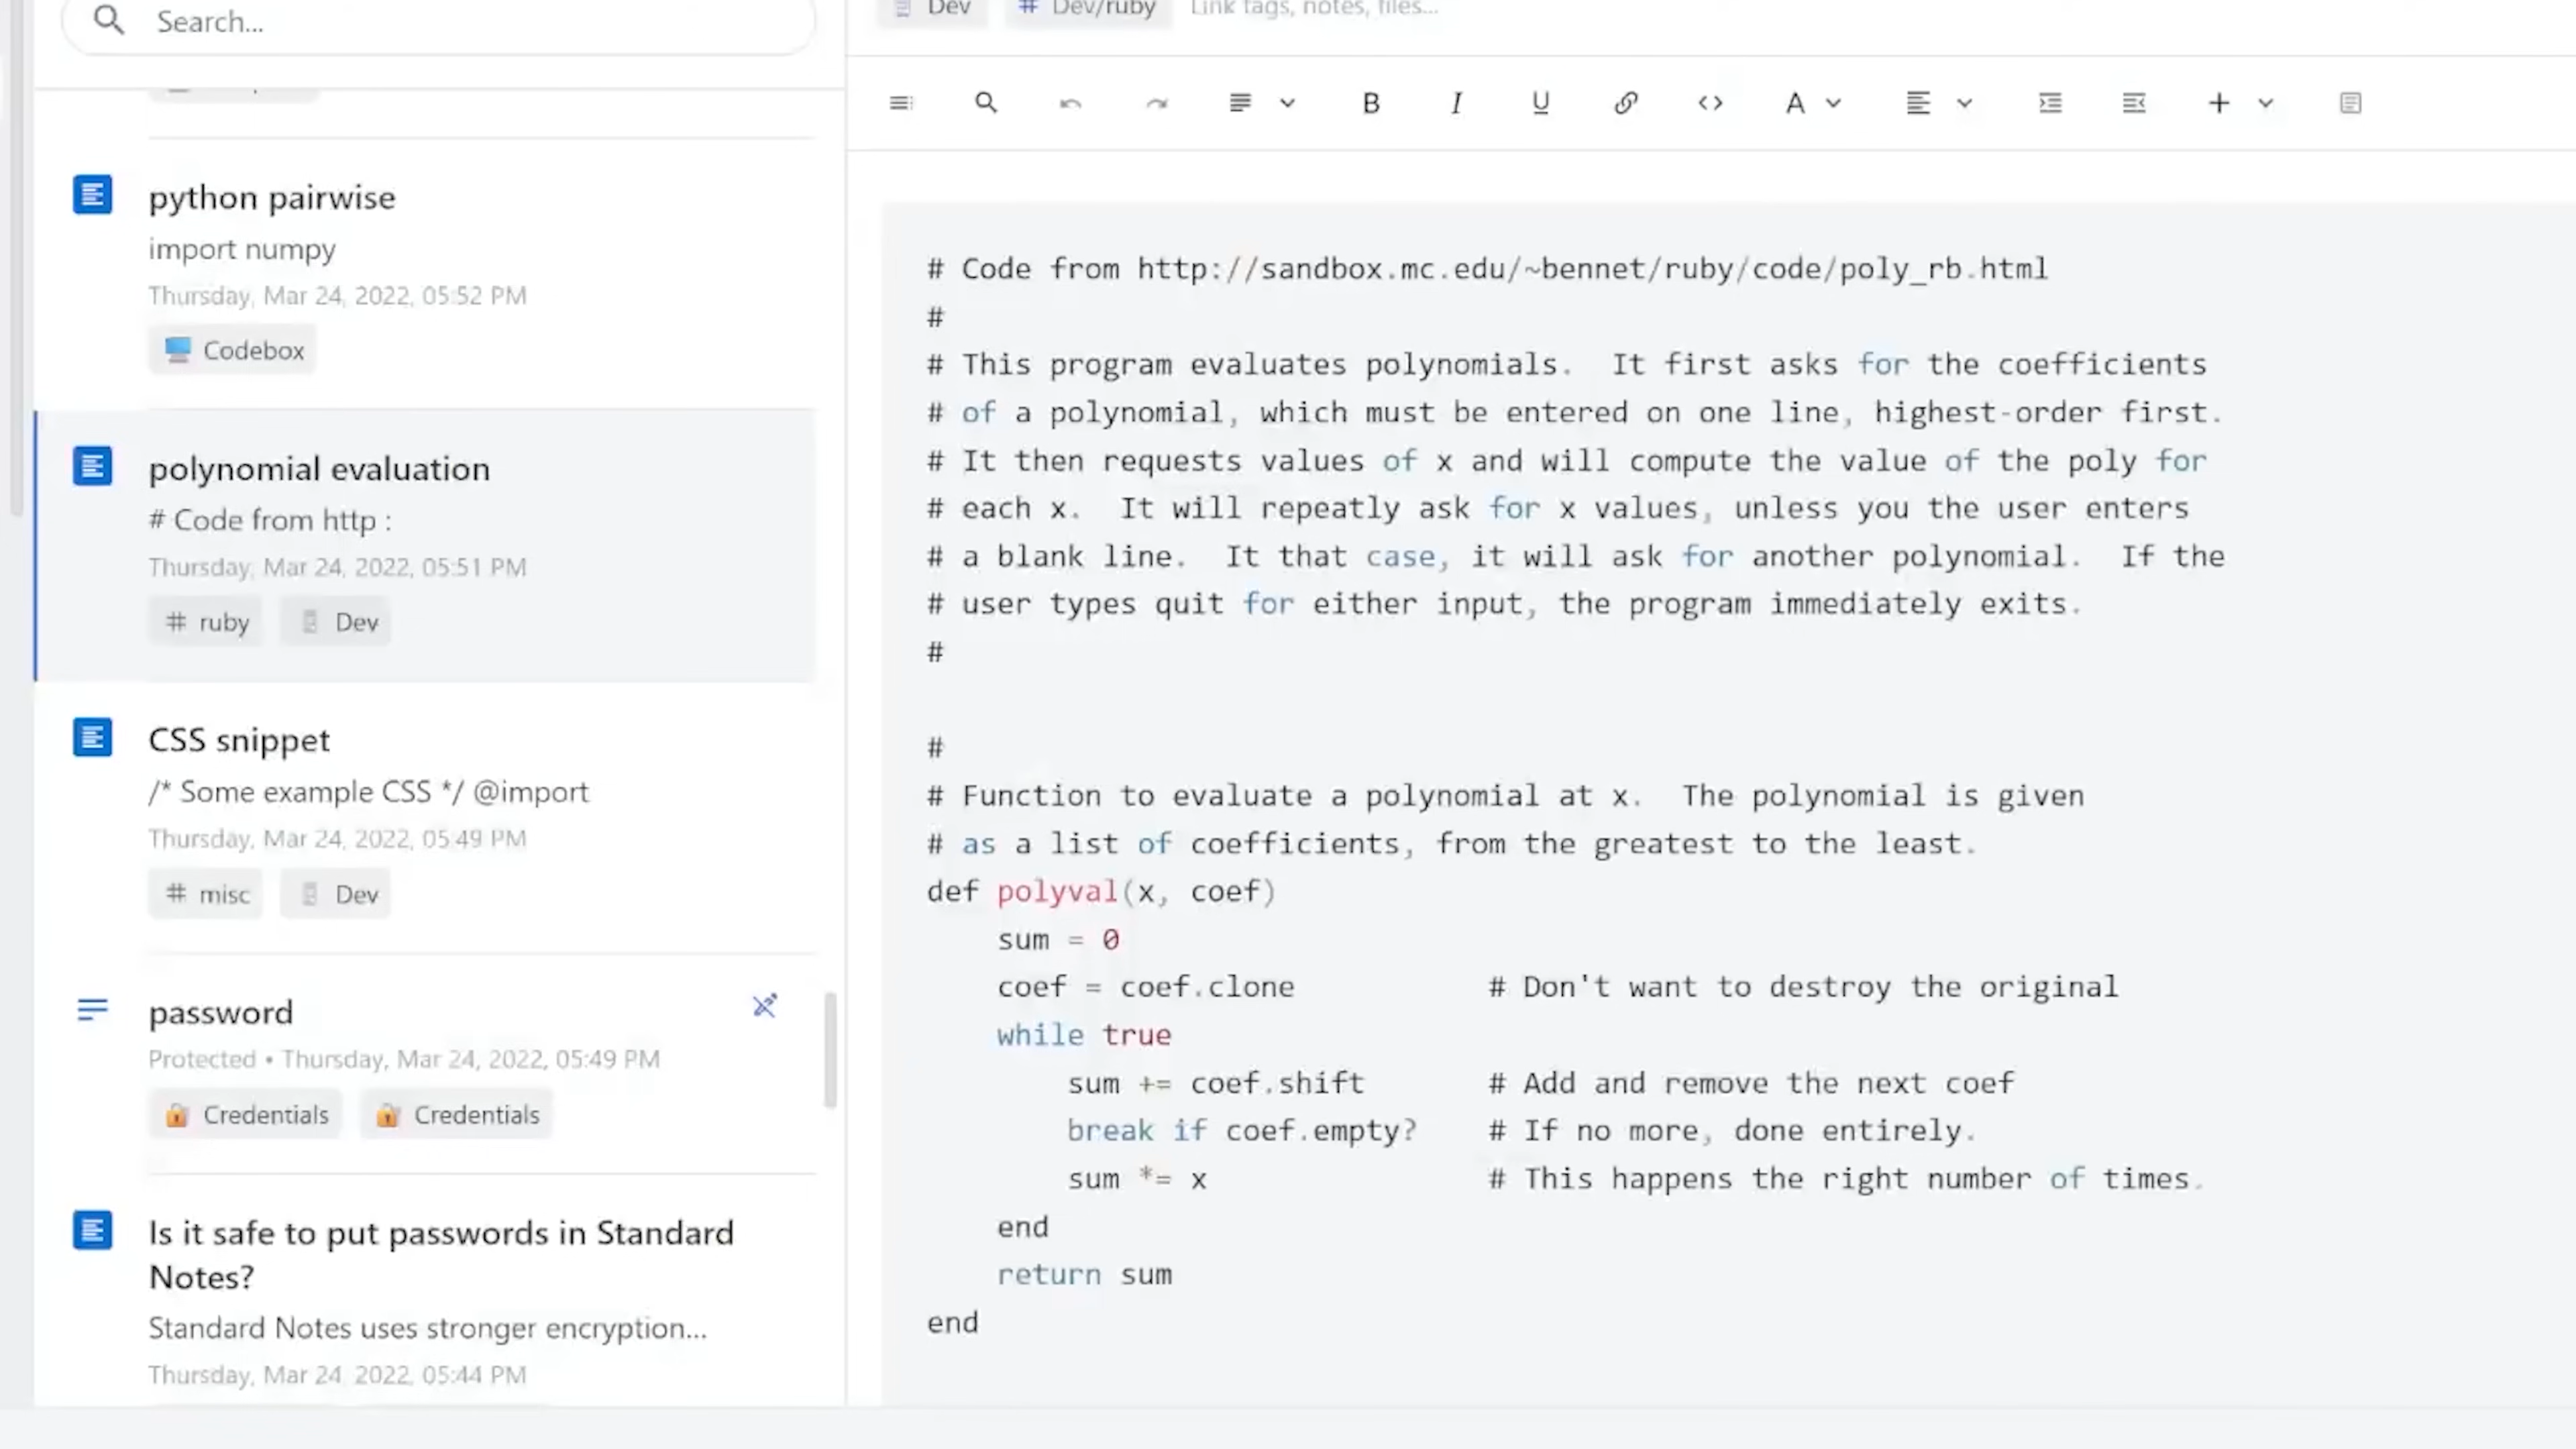 Search...
python pairwise
import numpy
Thursday, Mar 24, 2022, 05:52 PM
Codebox
polynomial evaluation
# Code from http :
Thursday, Mar 24, 2022, 05:51 PM
# ruby Dev
CSS snippet
/* Some example CSS */ @import
Thursday, Mar 24, 2022, 05:49 PM
# misc Dev
password
Protected • Thursday, Mar 24, 2022, 05:49 PM
Credentials Credentials
Is it safe to put passwords in Standard
Notes?
Standard Notes uses stronger encryption...
Thursday, Mar 24, 2022, 05:44 PM
Dev # Dev/ruby Link tags, notes, files...
B I U <> A
# Code from http://sandbox.mc.edu/~bennet/ruby/code/poly_rb.html
#
# This program evaluates polynomials.  It first asks for the coefficients
# of a polynomial, which must be entered on one line, highest-order first.
# It then requests values of x and will compute the value of the poly for
# each x.  It will repeatly ask for x values, unless you the user enters
# a blank line.  It that case, it will ask for another polynomial.  If the
# user types quit for either input, the program immediately exits.
#
#
# Function to evaluate a polynomial at x.  The polynomial is given
# as a list of coefficients, from the greatest to the least.
def polyval(x, coef)
    sum = 0
    coef = coef.clone           # Don't want to destroy the original
    while true
        sum += coef.shift       # Add and remove the next coef
        break if coef.empty?    # If no more, done entirely.
        sum *= x                # This happens the right number of times.
    end
    return sum
end